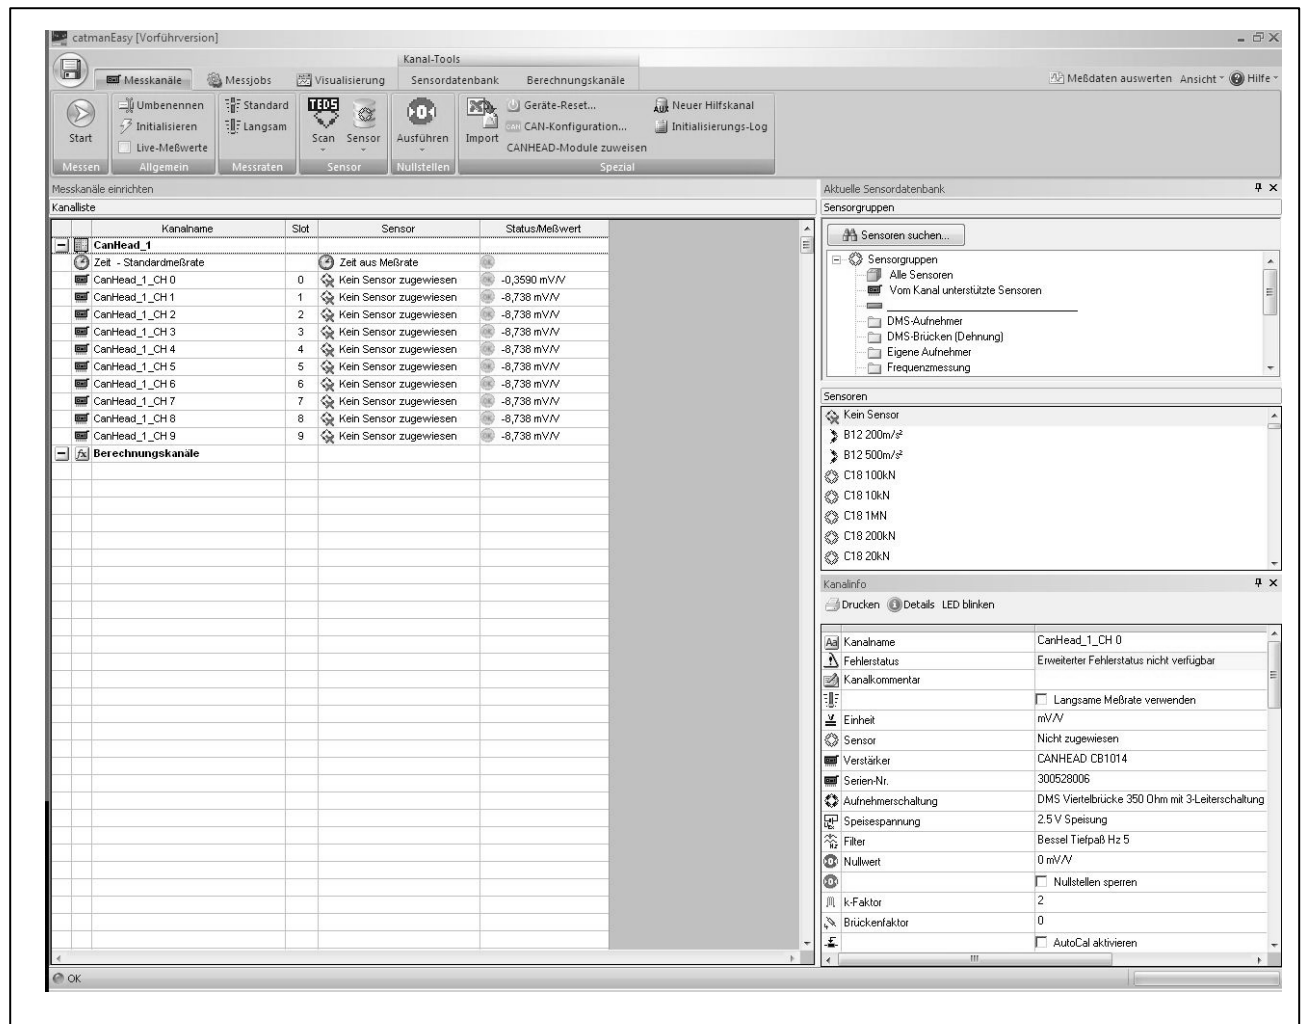 catmanEasy [Vorführversion]
Kanal-Tools
Messkanäle Messjobs Visualisierung Sensordatenbank Berechnungskanäle Meßdaten auswerten Ansicht Hilfe
Umbenennen Standard TEDS Geräte-Reset... Neuer Hilfskanal
Initialisieren Langsam CAN-Konfiguration... Initialisierungs-Log
Start Scan Sensor Ausführen Import
Live-Meßwerte CANHEAD-Module zuweisen
Messen Allgemein Messraten Sensor Nullstellen Spezial
Messkanäle einrichten
Kanalliste
Kanalname Slot Sensor Status/Meßwert
CanHead_1
Zeit - Standardmeßrate Zeit aus Meßrate
CanHead_1_CH 0 0 Kein Sensor zugewiesen -0,3590 mV/V
CanHead_1_CH 1 1 Kein Sensor zugewiesen -8,738 mV/V
CanHead_1_CH 2 2 Kein Sensor zugewiesen -8,738 mV/V
CanHead_1_CH 3 3 Kein Sensor zugewiesen -8,738 mV/V
CanHead_1_CH 4 4 Kein Sensor zugewiesen -8,738 mV/V
CanHead_1_CH 5 5 Kein Sensor zugewiesen -8,738 mV/V
CanHead_1_CH 6 6 Kein Sensor zugewiesen -8,738 mV/V
CanHead_1_CH 7 7 Kein Sensor zugewiesen -8,738 mV/V
CanHead_1_CH 8 8 Kein Sensor zugewiesen -8,738 mV/V
CanHead_1_CH 9 9 Kein Sensor zugewiesen -8,738 mV/V
fx Berechnungskanäle
Aktuelle Sensordatenbank
Sensorgruppen
Sensoren suchen...
Sensorgruppen
Alle Sensoren
Vom Kanal unterstützte Sensoren
DMS-Aufnehmer
DMS-Brücken (Dehnung)
Eigene Aufnehmer
Frequenzmessung
Sensoren
Kein Sensor
B12 200m/s²
B12 500m/s²
C18 100kN
C18 10kN
C18 1MN
C18 200kN
C18 20kN
Kanalinfo
Drucken Details LED blinken
Aa Kanalname CanHead_1_CH 0
Fehlerstatus Erweiterter Fehlerstatus nicht verfügbar
Kanalkommentar
Langsame Meßrate verwenden
Einheit mV/V
Sensor Nicht zugewiesen
Verstärker CANHEAD CB1014
Serien-Nr. 300528006
Aufnehmerschaltung DMS Viertelbrücke 350 Ohm mit 3-Leiterschaltung
Speisespannung 2.5 V Speisung
Filter Bessel Tiefpaß Hz 5
Nullwert 0 mV/V
Nullstellen sperren
k-Faktor 2
Brückenfaktor 0
AutoCal aktivieren
OK